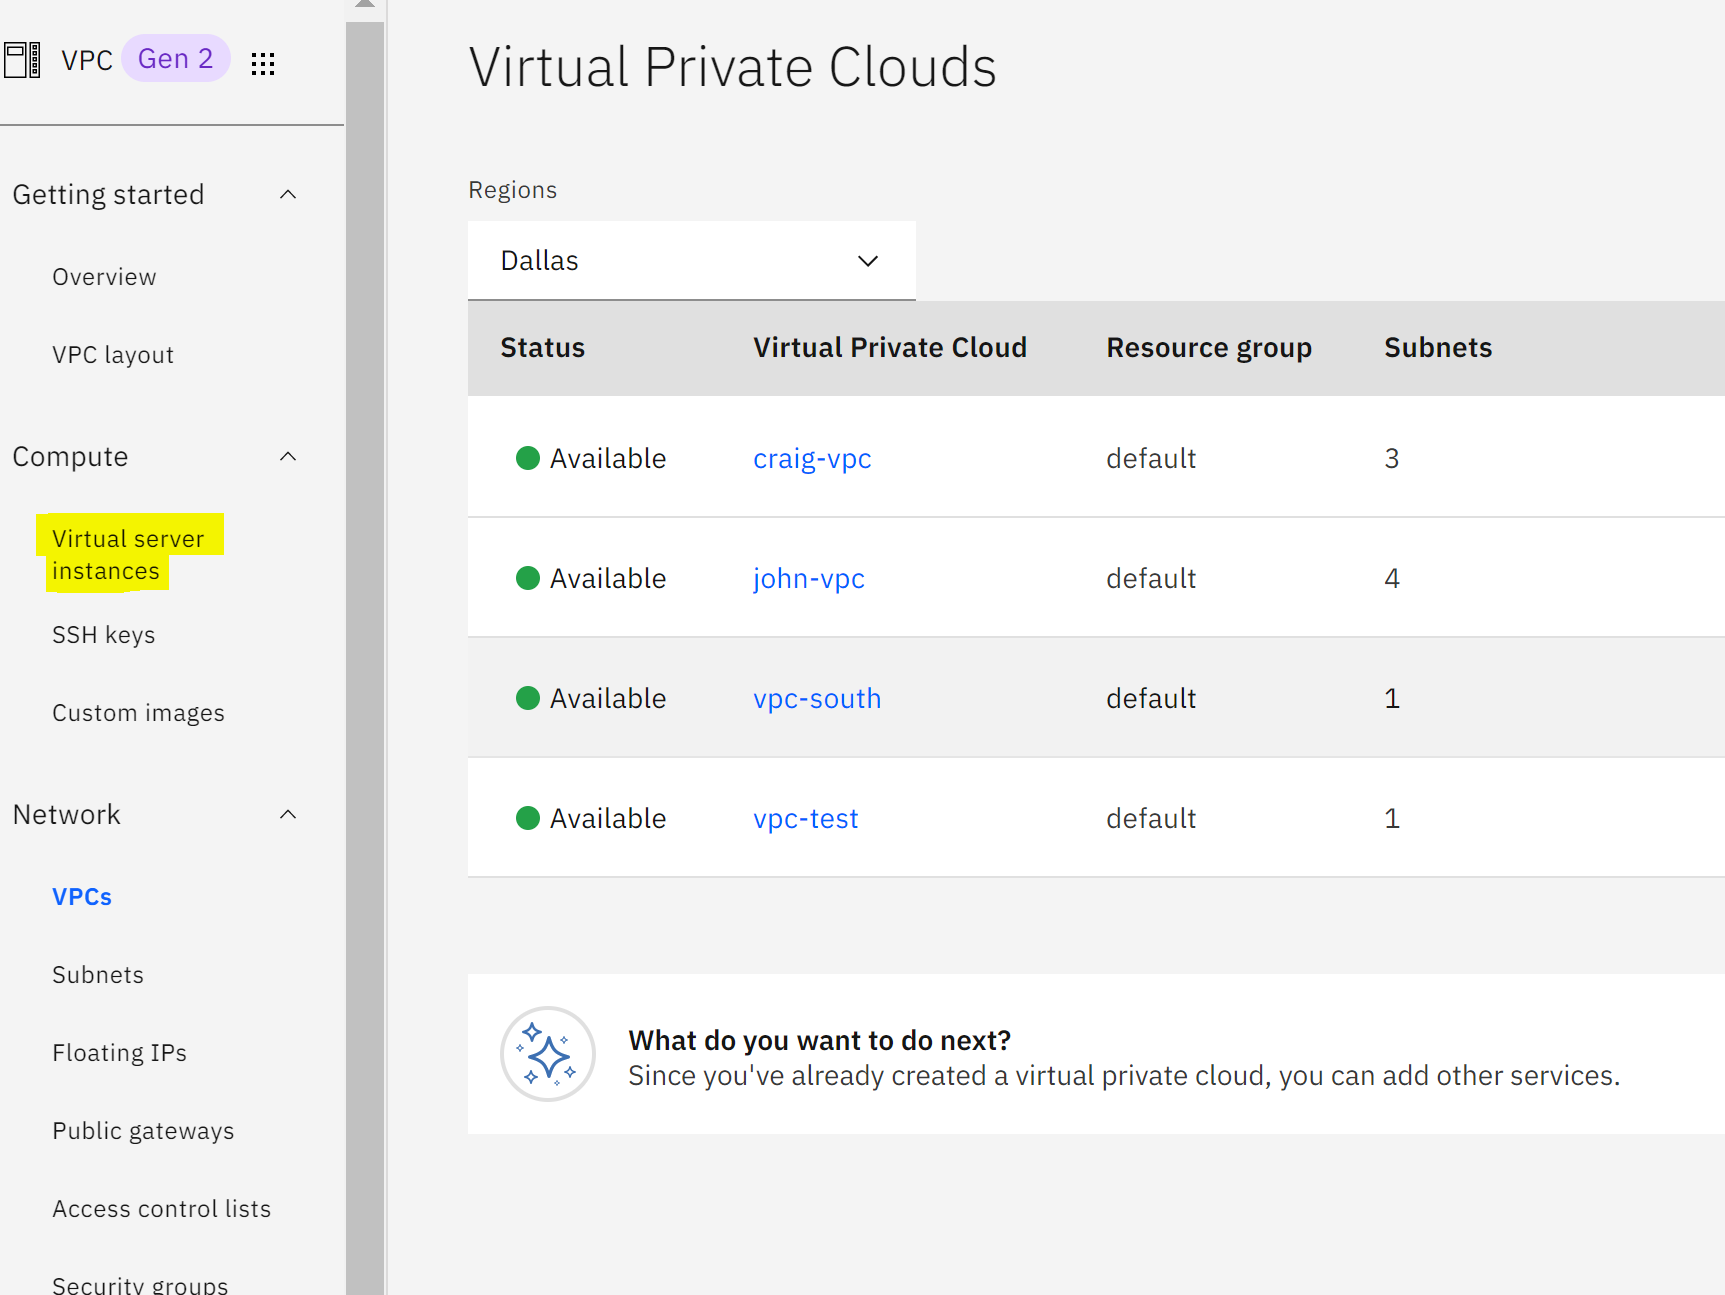 VPC Gen 2
Getting started
Overview
VPC layout
Compute
Virtual server
instances
SSH keys
Custom images
Network
VPCs
Subnets
Floating IPs
Public gateways
Access control lists
Security groups
Virtual Private Clouds
Regions
Dallas
Status Virtual Private Cloud Resource group Subnets
Available craig-vpc default 3
Available john-vpc default 4
Available vpc-south default 1
Available vpc-test default 1
What do you want to do next?
Since you've already created a virtual private cloud, you can add other services.